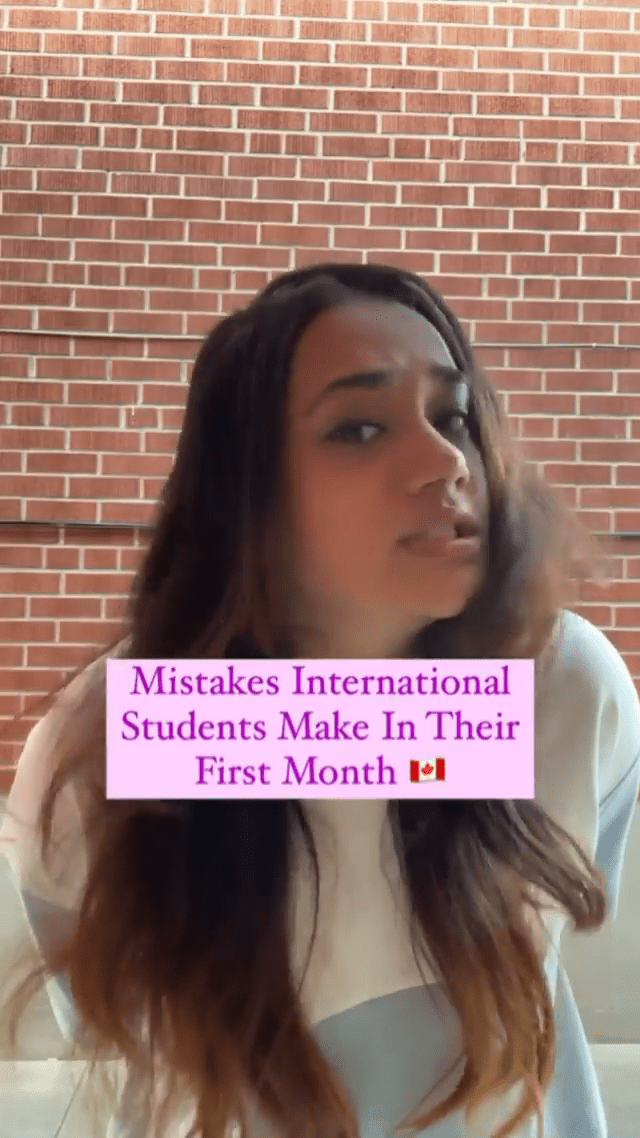 Mistakes International
Students Make In Their
First Month 🇨🇦